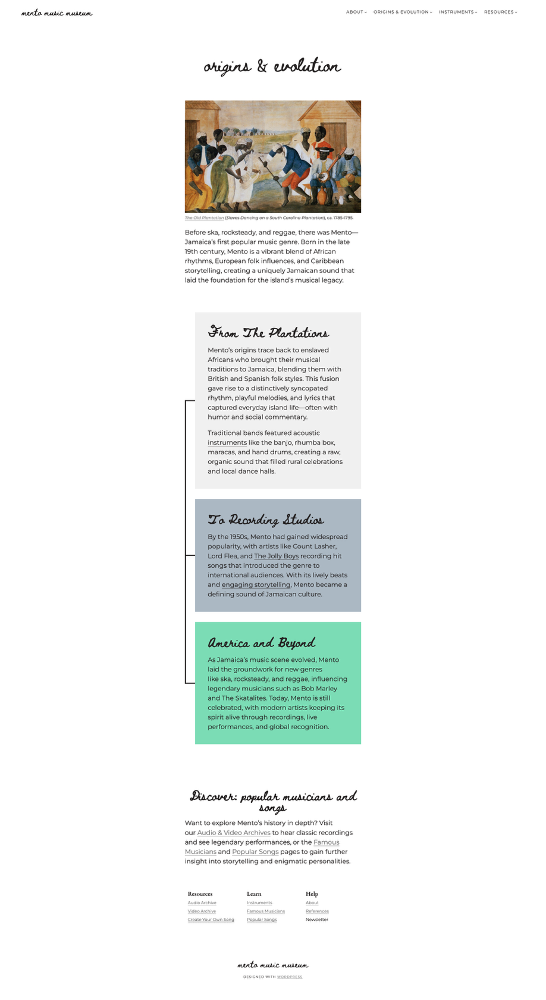 mento music museum
ABOUT
ORIGINS & EVOLUTION
INSTRUMENTS
RESOURCES
origins & evolution
The Old Plantation (Slaves Dancing on a South Carolina Plantation), ca. 1785-1795.
Before ska, rocksteady, and reggae, there was Mento—
Jamaica’s first popular music genre. Born in the late
19th century, Mento is a vibrant blend of African
rhythms, European folk influences, and Caribbean
storytelling, creating a uniquely Jamaican sound that
laid the foundation for the island’s musical legacy.
From The Plantations
Mento’s origins trace back to enslaved
Africans who brought their musical
traditions to Jamaica, blending them with
British and Spanish folk styles. This fusion
gave rise to a distinctively syncopated
rhythm, playful melodies, and lyrics that
captured everyday island life—often with
humor and social commentary.
Traditional bands featured acoustic
instruments like the banjo, rhumba box,
maracas, and hand drums, creating a raw,
organic sound that filled rural celebrations
and local dance halls.
To Recording Studios
By the 1950s, Mento had gained widespread
popularity, with artists like Count Lasher,
Lord Flea, and The Jolly Boys recording hit
songs that introduced the genre to
international audiences. With its lively beats
and engaging storytelling, Mento became a
defining sound of Jamaican culture.
America and Beyond
As Jamaica’s music scene evolved, Mento
laid the groundwork for new genres
like ska, rocksteady, and reggae, influencing
legendary musicians such as Bob Marley
and The Skatalites. Today, Mento is still
celebrated, with modern artists keeping its
spirit alive through recordings, live
performances, and global recognition.
Discover: popular musicians and
songs
Want to explore Mento’s history in depth? Visit
our Audio & Video Archives to hear classic recordings
and see legendary performances, or the Famous
Musicians and Popular Songs pages to gain further
insight into storytelling and enigmatic personalities.
Resources
Audio Archive
Video Archive
Create Your Own Song
Learn
Instruments
Famous Musicians
Popular Songs
Help
About
References
Newsletter
mento music museum
DESIGNED WITH WORDPRESS